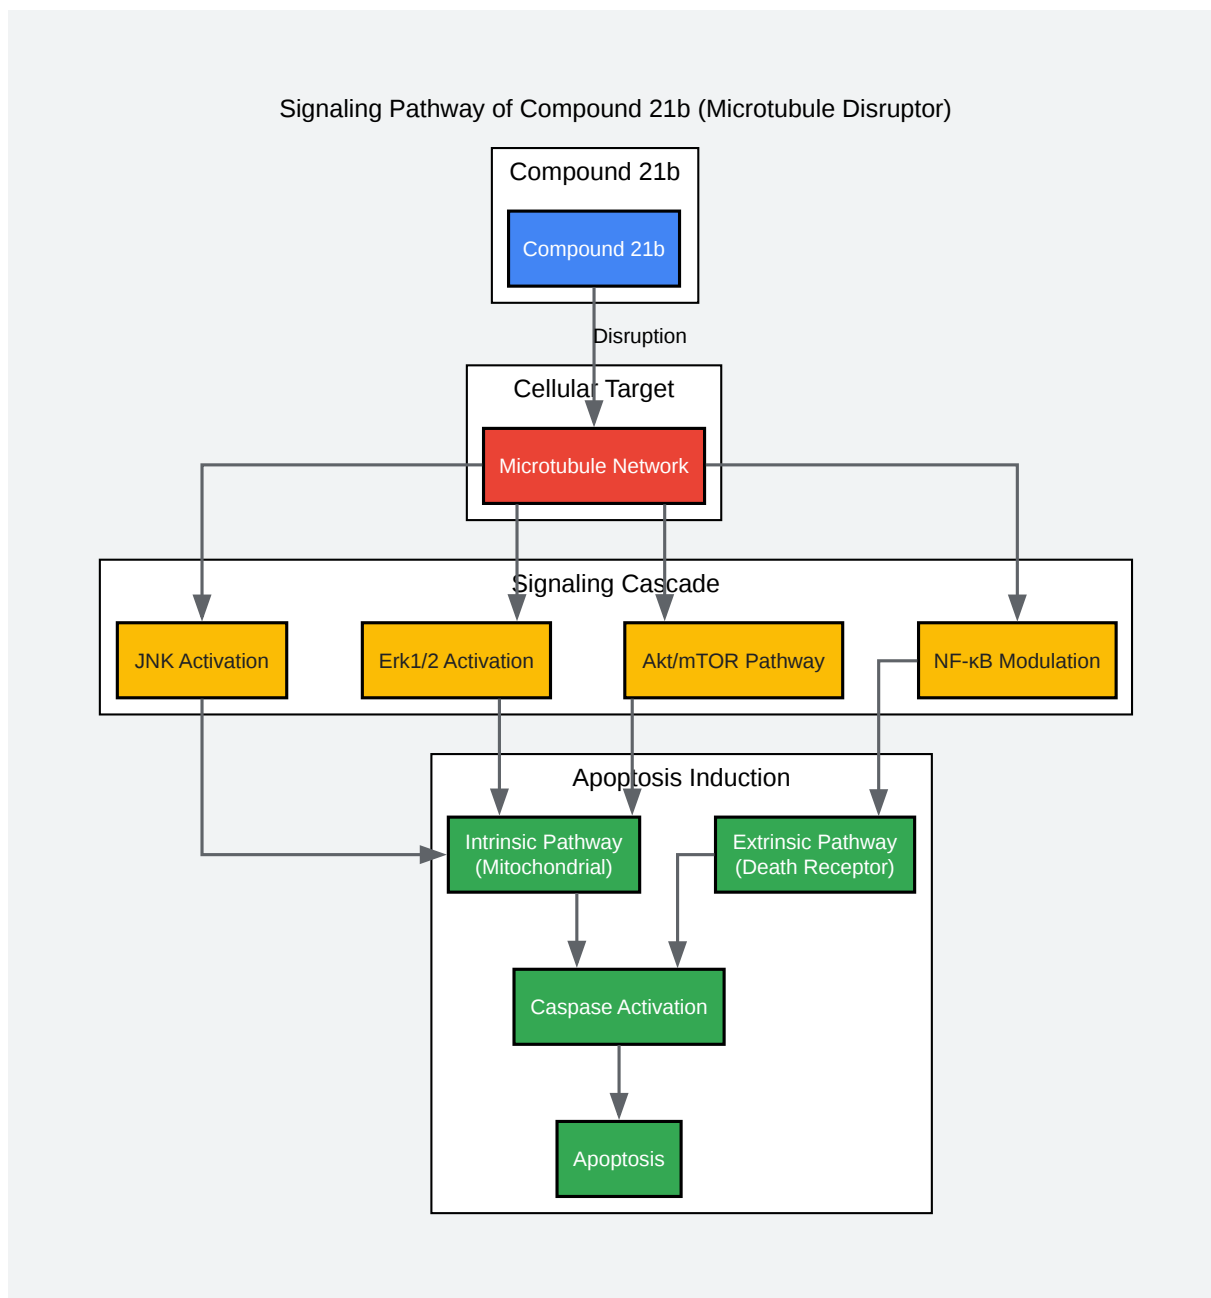 Signaling Pathway of Compound 21b (Microtubule Disruptor)
Compound 21b
Compound 21b
Disruption
Cellular Target
Microtubule Network
Signaling Cascade
JNK Activation
Erk1/2 Activation
Akt/mTOR Pathway
NF-κB Modulation
Apoptosis Induction
Intrinsic Pathway
(Mitochondrial)
Extrinsic Pathway
(Death Receptor)
Caspase Activation
Apoptosis